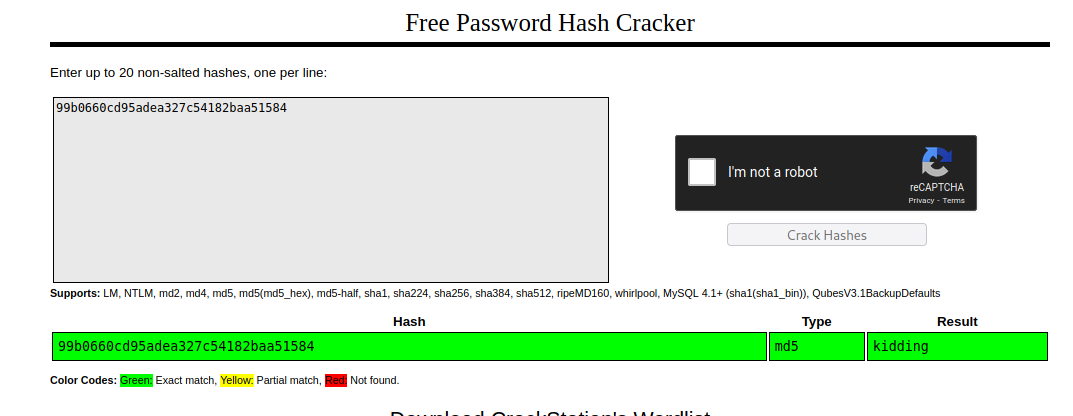 Free Password Hash Cracker
Enter up to 20 non-salted hashes, one per line:
99b0660cd95adea327c54182baa51584
I'm not a robot
reCAPTCHA
Privacy - Terms
Crack Hashes
Supports: LM, NTLM, md2, md4, md5, md5(md5_hex), md5-half, sha1, sha224, sha256, sha384, sha512, ripeMD160, whirlpool, MySQL 4.1+ (sha1(sha1_bin)), QubesV3.1BackupDefaults
Hash Type Result
99b0660cd95adea327c54182baa51584 md5 kidding
Color Codes: Green: Exact match, Yellow: Partial match, Red: Not found.
Download CrackStation's Wordlist